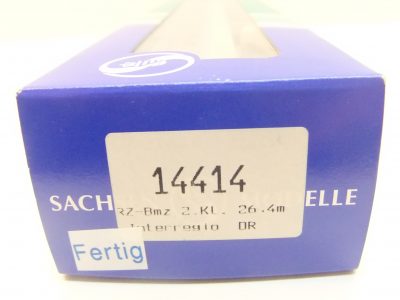 14414
RZ-Bmz 2.KL. 26.4m
SACH ELLE
Interregio DR
Fertig